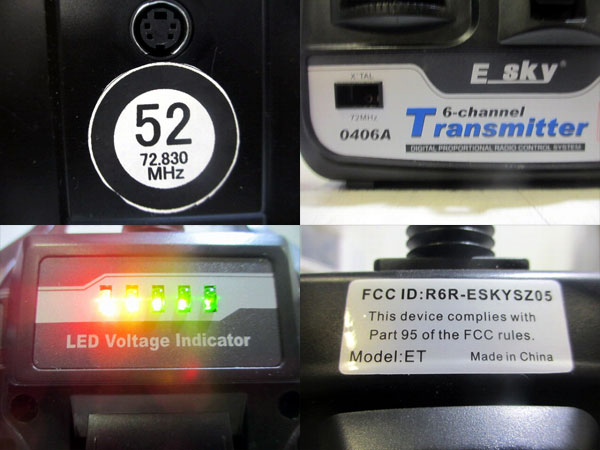 52
72.830
MHz
E_sky®
X'TAL
72MHz
0406A
6-channel
Transmitter
DIGITAL PROPORTIONAL RADIO CONTROL SYSTEM
LED Voltage Indicator
FCC ID:R6R-ESKYSZ05
This device complies with
Part 95 of the FCC rules.
Model:ET Made in China